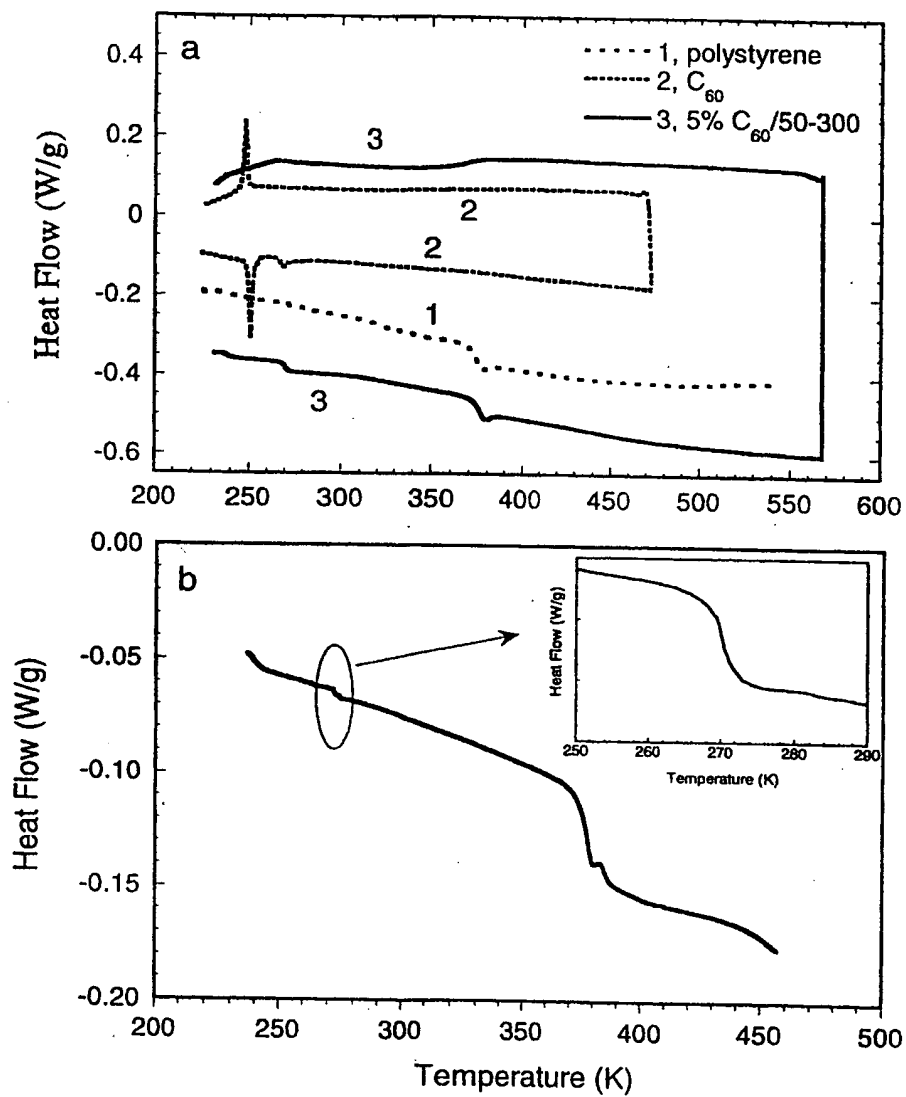 a
1, polystyrene
2, C60
3, 5% C60/50-300
3
2
2
1
3
Heat Flow (W/g)
0.4
0.2
0
-0.2
-0.4
-0.6
200 250 300 350 400 450 500 550 600
b
Heat Flow (W/g)
0.00
-0.05
-0.10
-0.15
-0.20
200 250 300 350 400 450 500
Temperature (K)
Heat Flow (W/g)
250 260 270 280 290
Temperature (K)